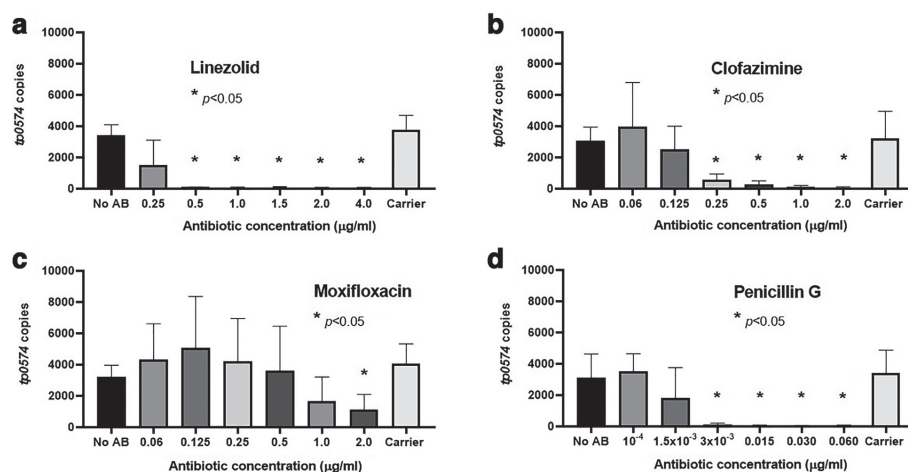 a
10000
8000
6000
4000
2000
0
tp0574 copies
Linezolid
* p<0.05
* * * * *
No AB 0.25 0.5 1.0 1.5 2.0 4.0 Carrier
Antibiotic concentration (µg/ml)
b
10000
8000
6000
4000
2000
0
tp0574 copies
Clofazimine
* p<0.05
* * * *
No AB 0.06 0.125 0.25 0.5 1.0 2.0 Carrier
Antibiotic concentration (µg/ml)
c
10000
8000
6000
4000
2000
0
tp0574 copies
Moxifloxacin
* p<0.05
*
No AB 0.06 0.125 0.25 0.5 1.0 2.0 Carrier
Antibiotic concentration (µg/ml)
d
10000
8000
6000
4000
2000
0
tp0574 copies
Penicillin G
* p<0.05
* * * *
No AB 10⁻⁴ 1.5x10⁻³ 3x10⁻³ 0.015 0.030 0.060 Carrier
Antibiotic concentration (µg/ml)